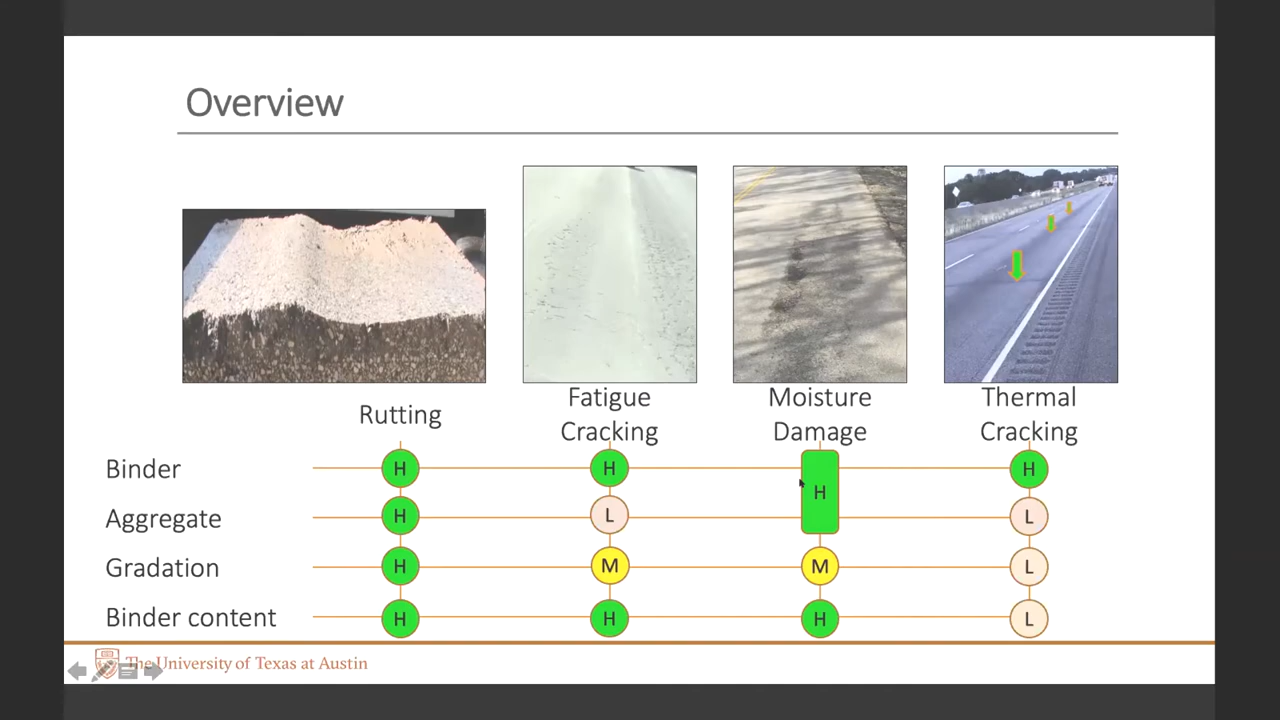 Overview
Rutting
Fatigue
Cracking
Moisture
Damage
Thermal
Cracking
Binder
H
H
H
H
Aggregate
H
L
L
Gradation
H
M
M
L
Binder content
H
H
H
L
The University of Texas at Austin